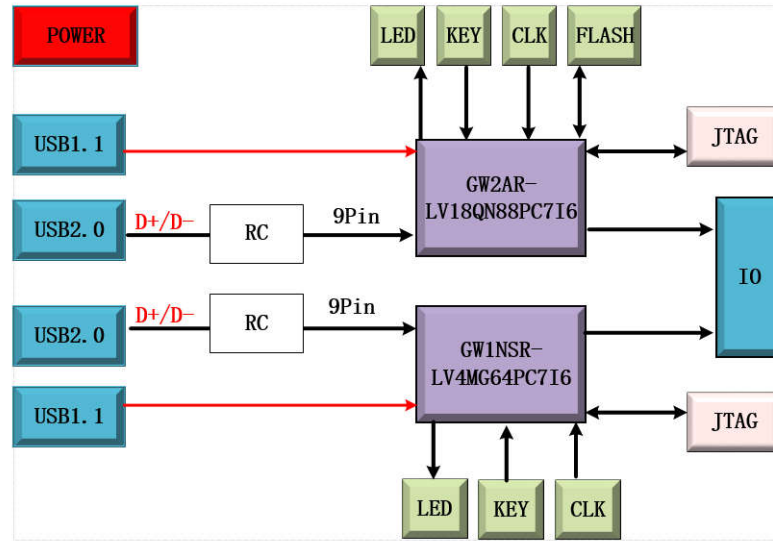 POWER
LED
KEY
CLK
FLASH
USB1.1
JTAG
GW2AR-
LV18QN88PC7I6
USB2.0
D+/D-
RC
9Pin
IO
USB2.0
D+/D-
RC
9Pin
GW1NSR-
LV4MG64PC7I6
USB1.1
JTAG
LED
KEY
CLK